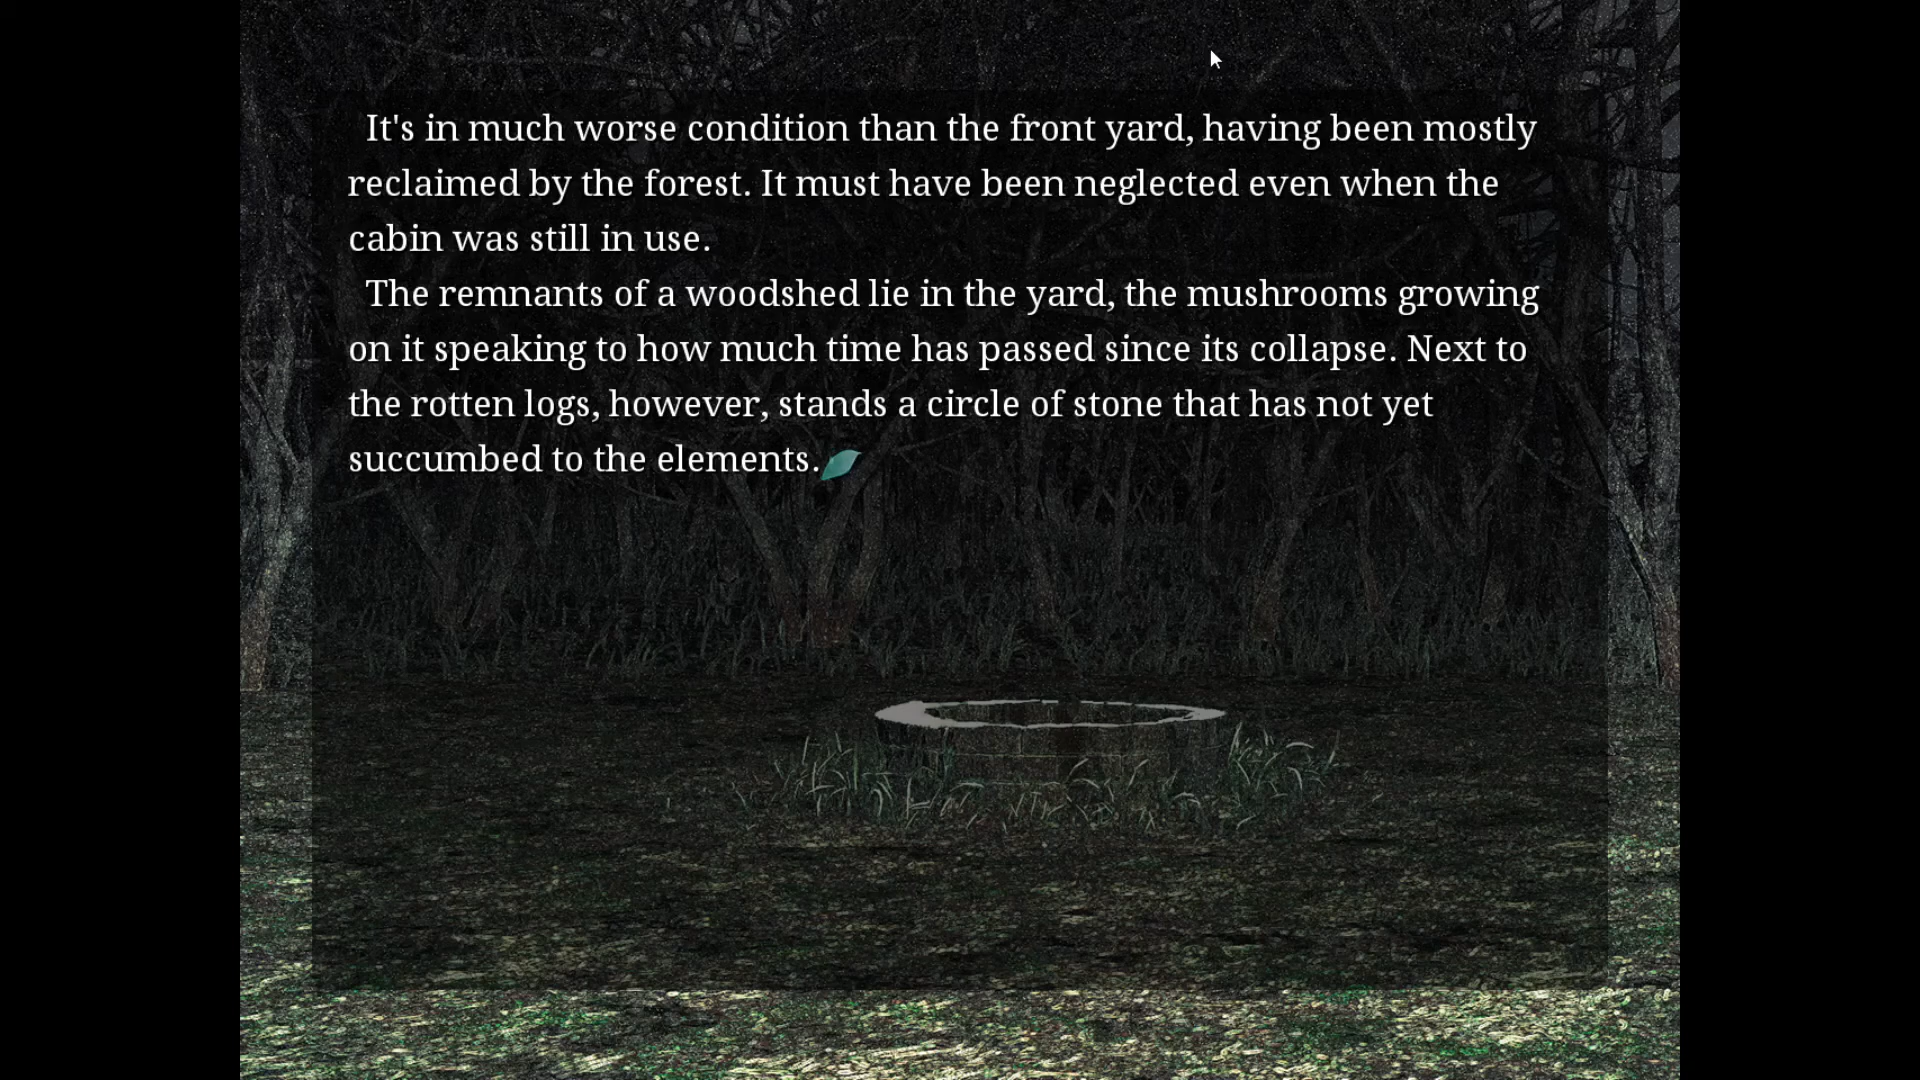 It's in much worse condition than the front yard, having been mostly
reclaimed by the forest. It must have been neglected even when the
cabin was still in use.
The remnants of a woodshed lie in the yard, the mushrooms growing
on it speaking to how much time has passed since its collapse. Next to
the rotten logs, however, stands a circle of stone that has not yet
succumbed to the elements.